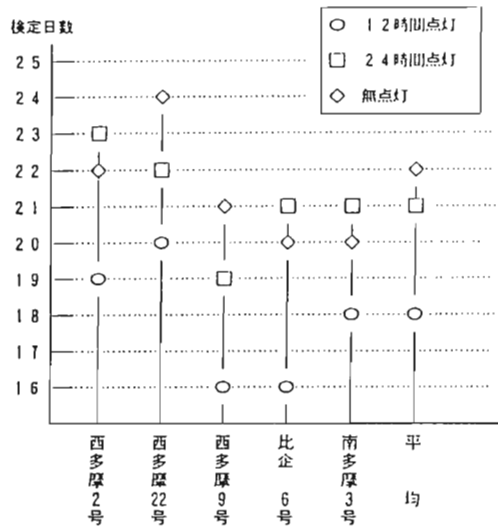 検定日数
○ 12時間点灯
□ 24時間点灯
◇ 無点灯
25
24
23
22
21
20
19
18
17
16
西多摩2号
西多摩22号
西多摩9号
比企6号
南多摩3号
平均